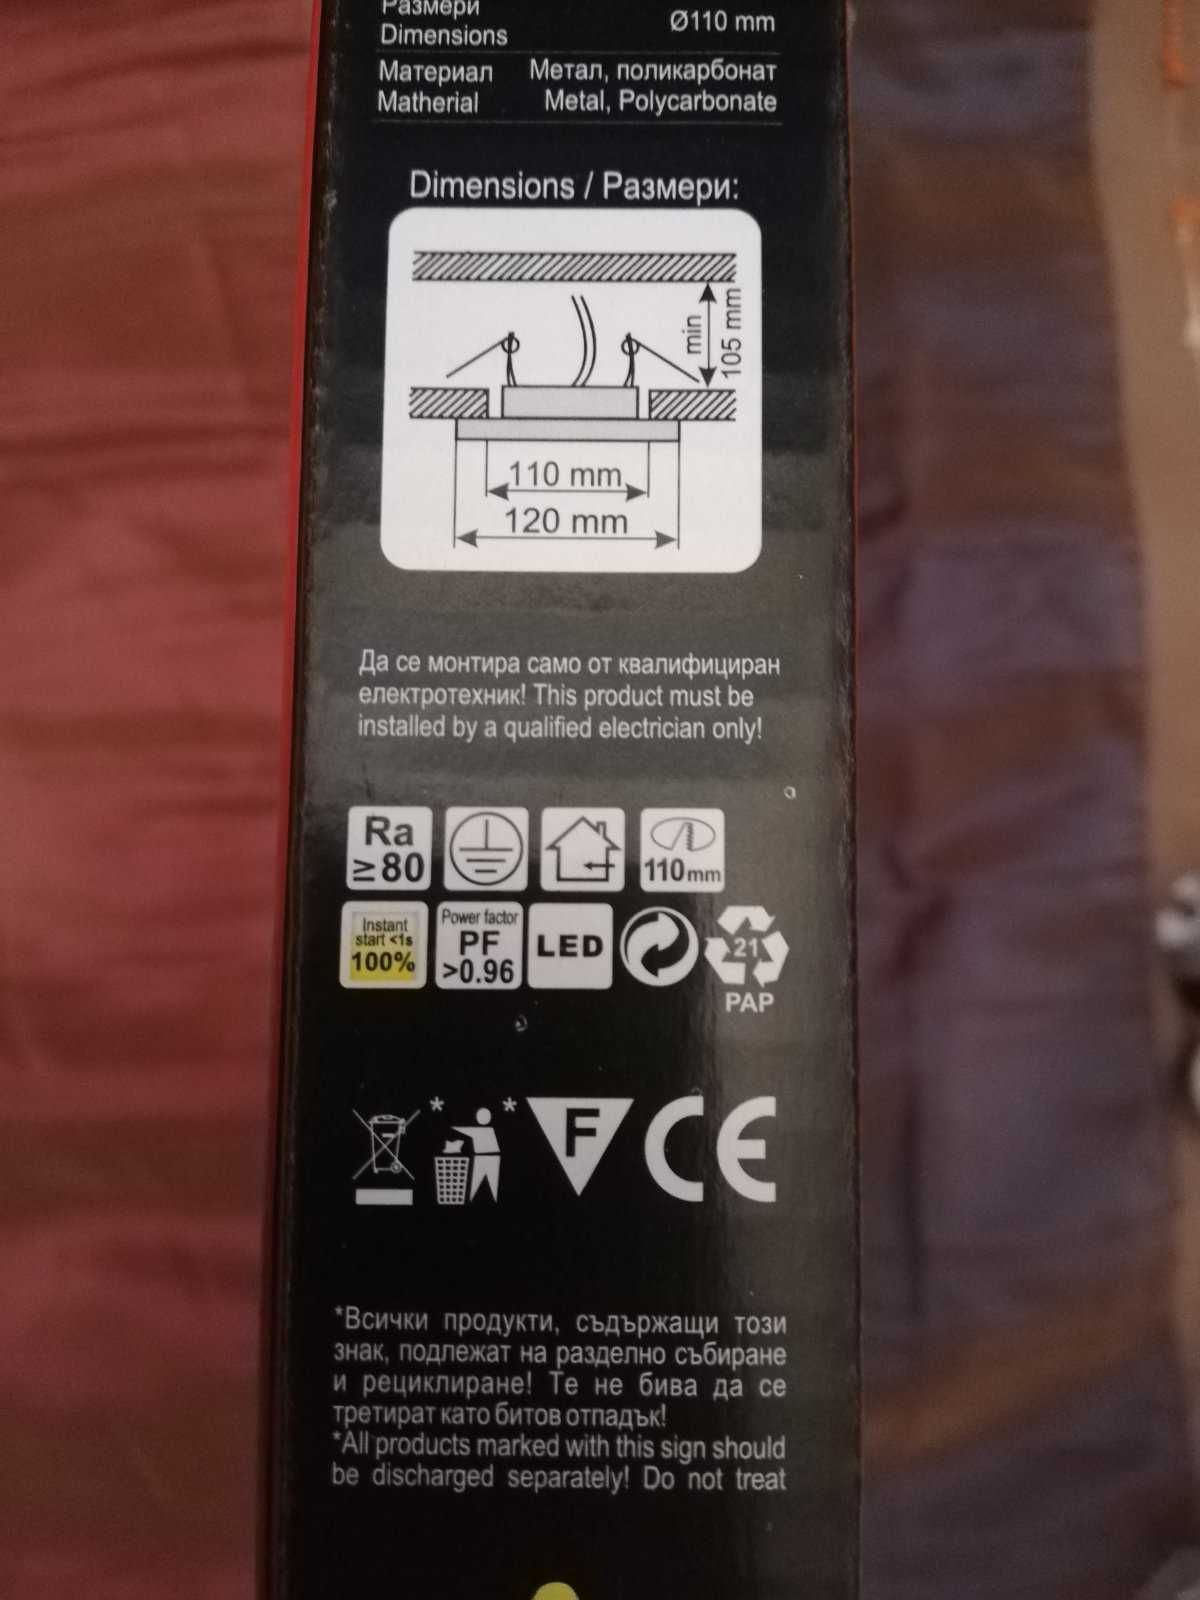 Размери
Dimensions
Ø110 mm
Материал Метал, поликарбонат
Matherial Metal, Polycarbonate
Dimensions / Размери:
min
105 mm
110 mm
120 mm
Да се монтира само от квалифициран
електротехник! This product must be
installed by a qualified electrician only!
Ra
≥80
110mm
Instant
start <1s
100%
Power factor
PF
>0.96
LED
21
PAP
* *
F
CE
*Всички продукти, съдържащи този
знак, подлежат на разделно събиране
и рециклиране! Те не бива да се
третират като битов отпадък!
*All products marked with this sign should
be discharged separately! Do not treat